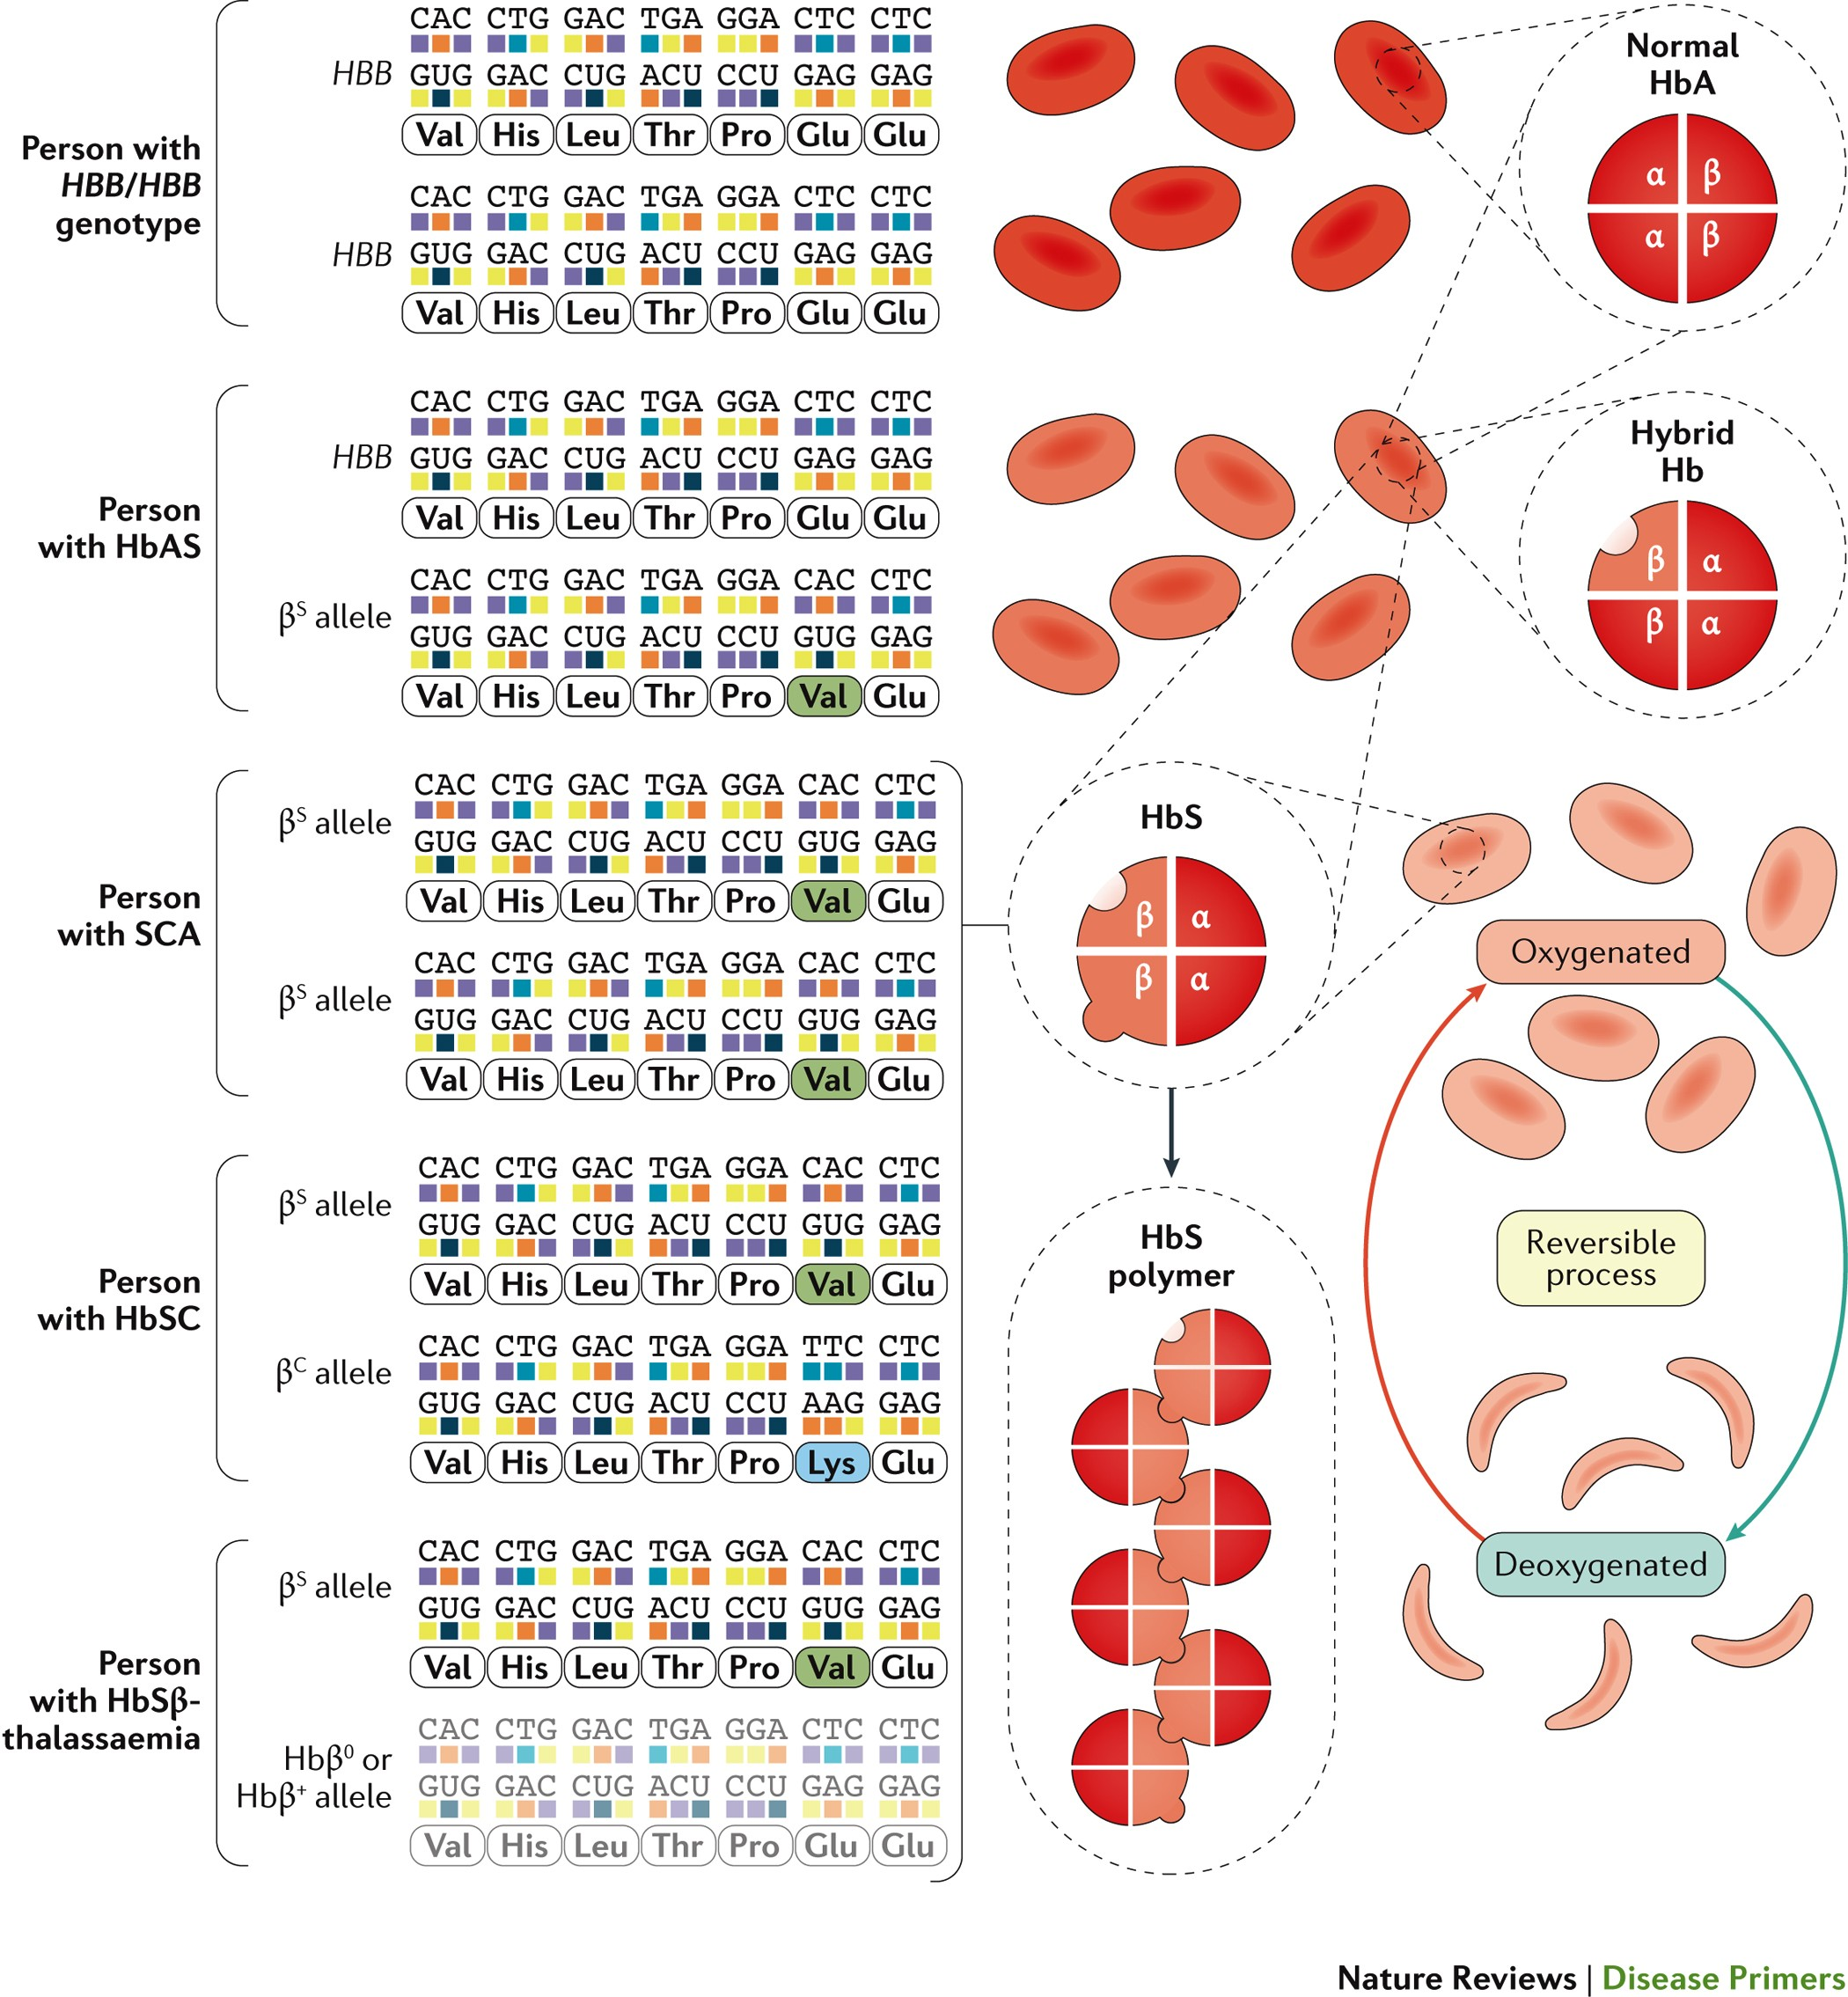 Person with
HBB/HBB
genotype
HBB
CAC CTG GAC TGA GGA CTC CTC
GUG GAC CUG ACU CCU GAG GAG
Val His Leu Thr Pro Glu Glu
HBB
CAC CTG GAC TGA GGA CTC CTC
GUG GAC CUG ACU CCU GAG GAG
Val His Leu Thr Pro Glu Glu
Normal
HbA
α β
α β
Person
with HbAS
HBB
CAC CTG GAC TGA GGA CTC CTC
GUG GAC CUG ACU CCU GAG GAG
Val His Leu Thr Pro Glu Glu
βS allele
CAC CTG GAC TGA GGA CAC CTC
GUG GAC CUG ACU CCU GUG GAG
Val His Leu Thr Pro Val Glu
Hybrid
Hb
β α
β α
Person
with SCA
βS allele
CAC CTG GAC TGA GGA CAC CTC
GUG GAC CUG ACU CCU GUG GAG
Val His Leu Thr Pro Val Glu
βS allele
CAC CTG GAC TGA GGA CAC CTC
GUG GAC CUG ACU CCU GUG GAG
Val His Leu Thr Pro Val Glu
HbS
β α
β α
Oxygenated
Person
with HbSC
βS allele
CAC CTG GAC TGA GGA CAC CTC
GUG GAC CUG ACU CCU GUG GAG
Val His Leu Thr Pro Val Glu
βC allele
CAC CTG GAC TGA GGA TTC CTC
GUG GAC CUG ACU CCU AAG GAG
Val His Leu Thr Pro Lys Glu
HbS
polymer
Reversible
process
Deoxygenated
Person
with HbSβ-
thalassaemia
βS allele
CAC CTG GAC TGA GGA CAC CTC
GUG GAC CUG ACU CCU GUG GAG
Val His Leu Thr Pro Val Glu
Hbβ0 or
Hbβ+ allele
CAC CTG GAC TGA GGA CTC CTC
GUG GAC CUG ACU CCU GAG GAG
Val His Leu Thr Pro Glu Glu
Nature Reviews | Disease Primers